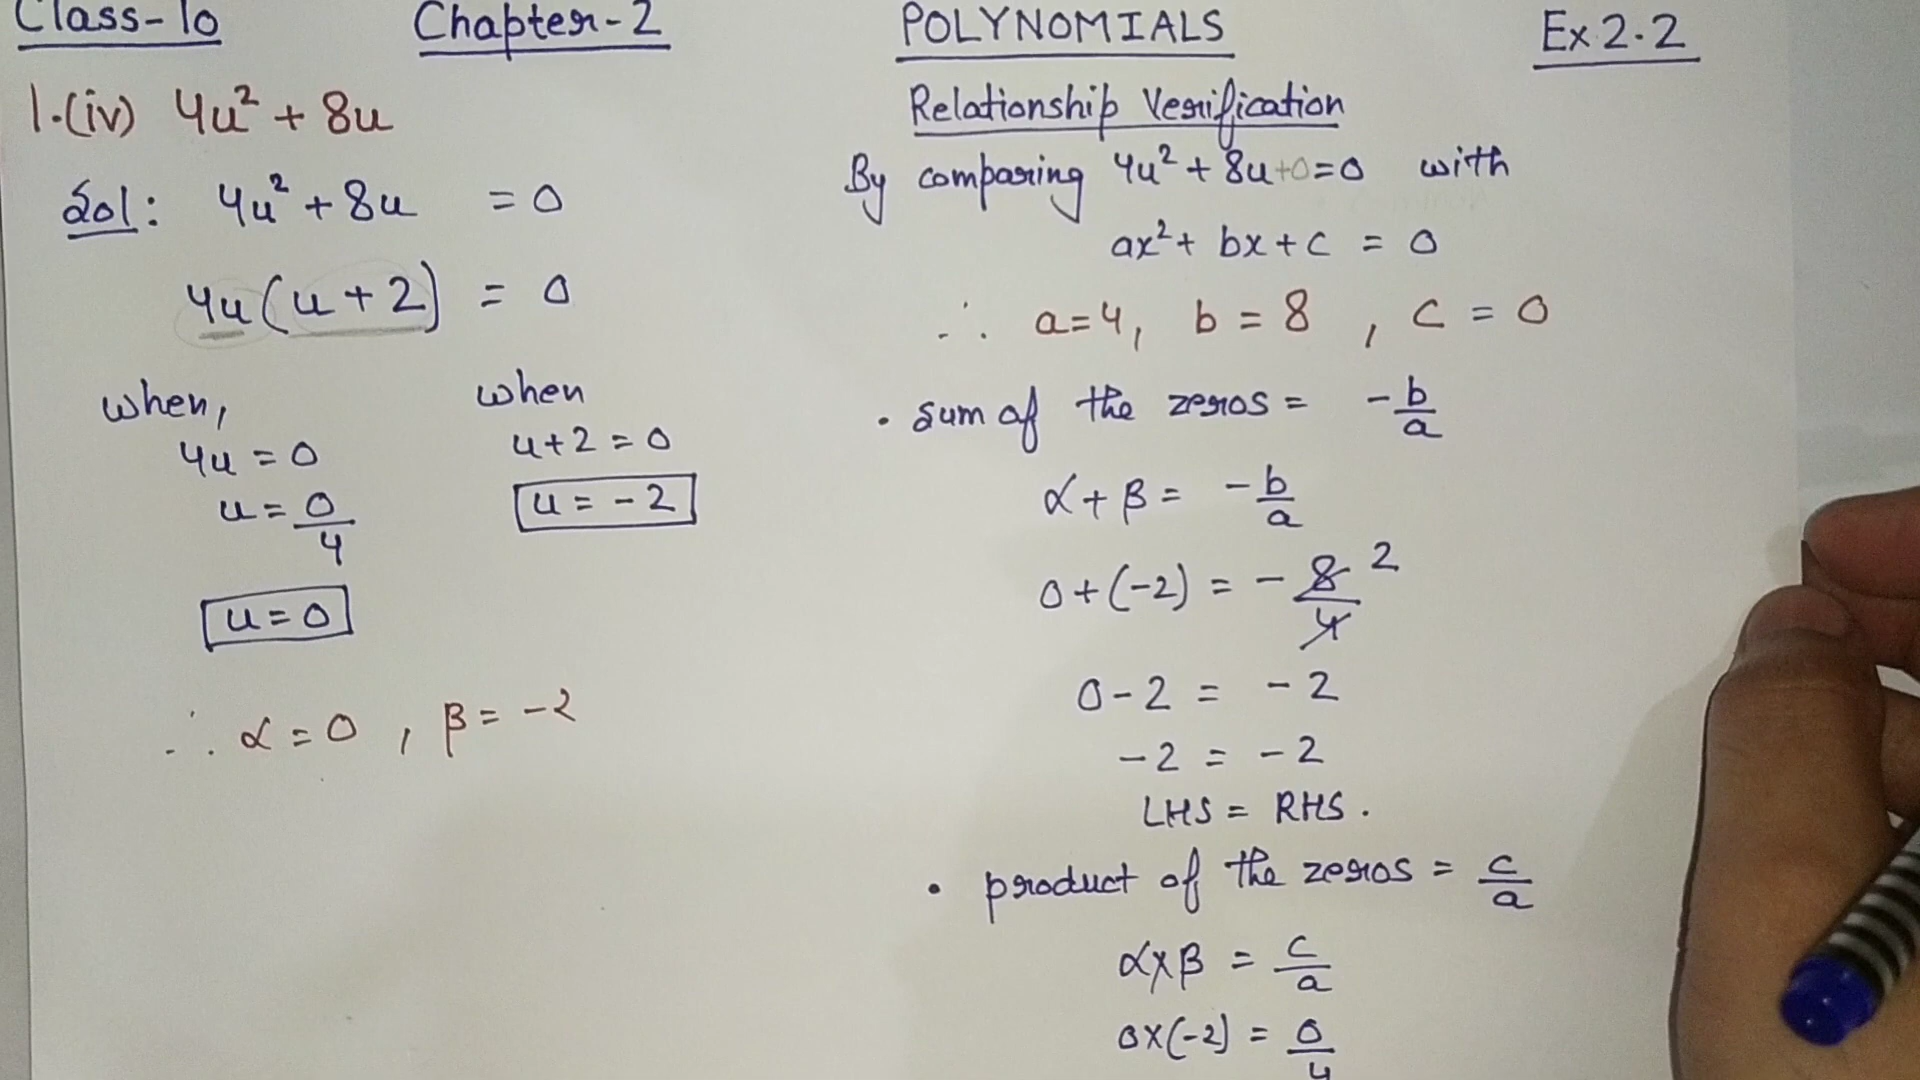 Class-10 Chapter-2 POLYNOMIALS Ex 2.2
1.(iv) 4u² + 8u
Sol: 4u² + 8u = 0
4u(u+2) = 0
when,
4u = 0
u = 0/4
u = 0
when
u+2 = 0
u = -2
∴ α = 0, β = -2
Relationship Verification
By comparing 4u² + 8u+0=0 with
ax² + bx + c = 0
∴ a=4, b = 8, c = 0
• sum of the zeros = -b/a
α + β = -b/a
0+(-2) = -8/4 2
0-2 = -2
-2 = -2
LHS = RHS.
• product of the zeros = c/a
α×β = c/a
0×(-2) = 0/4